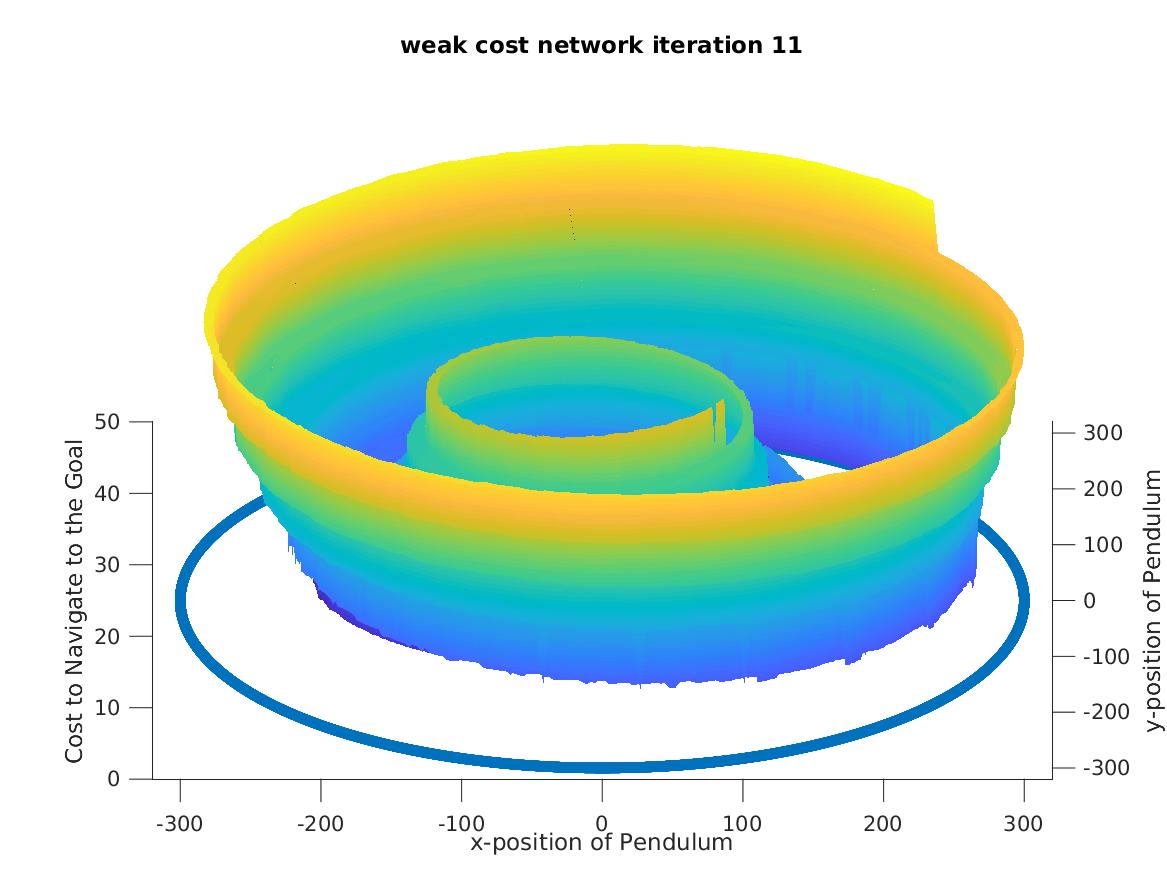 weak cost network iteration 11
Cost to Navigate to the Goal
50
40
30
20
10
0
300
200
100
0
-100
-200
-300
y-position of Pendulum
-300 -200 -100 0 100 200 300
x-position of Pendulum